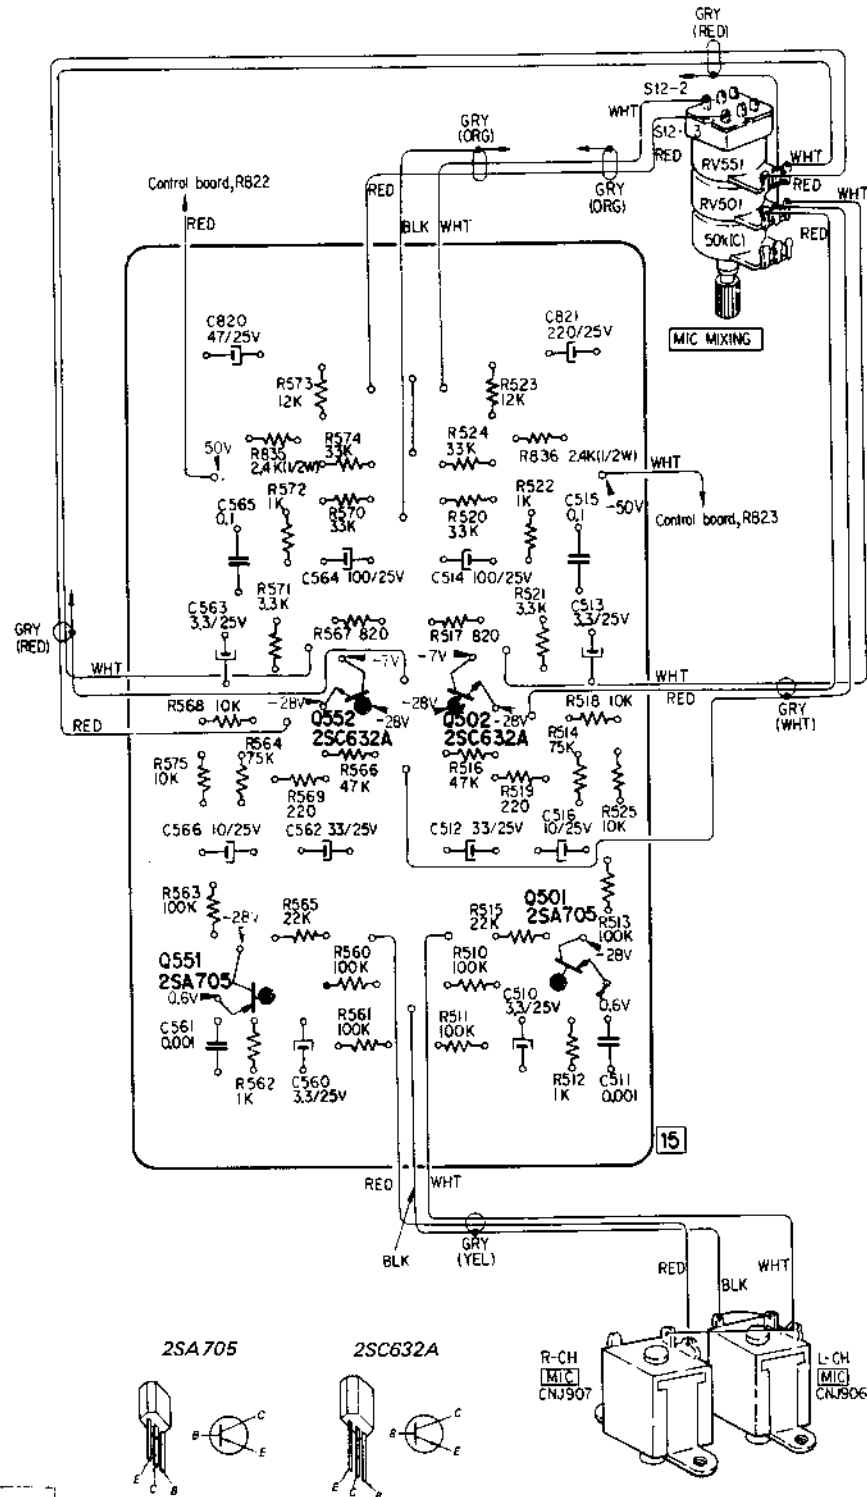 GRY
(RED)
S12-2
WHT
GRY
(ORG)
S12-3
RED
RV551
WHT
RED
WHT
RV501
RED
50k(C)
MIC MIXING
Control board, R822
RED
RED
GRY
(ORG)
BLK
WHT
C820
47/25V
C821
220/25V
R573
12K
R523
12K
R835
2.4K(1/2W)
R574
33K
R524
33K
R836 2.4K(1/2W)
WHT
50V
-50V
Control board, R823
C565
0.1
R572
1K
R570
33K
R520
33K
R522
1K
C515
0.1
C564 100/25V
C514 100/25V
C563
3.3/25V
R571
3.3K
R521
3.3K
C513
3.3/25V
GRY
(RED)
R567 820
R517 820
WHT
-7V
-7V
WHT
RED
GRY
(WHT)
RED
R568 10K
-28V
-28V
-28V
-28V
R518 10K
Q552
2SC632A
Q502
2SC632A
R575
10K
R564
75K
R566
47K
R516
47K
R514
75K
R569
220
R519
220
R525
10K
C566 10/25V
C562 33/25V
C512 33/25V
C516
10/25V
R563
100K
-28V
R565
22K
R515
22K
Q501
2SA705
R513
100K
-28V
Q551
2SA705
0.6V
R560
100K
R510
100K
C510
3.3/25V
0.6V
C561
0.001
R561
100K
R511
100K
R562
1K
C560
3.3/25V
R512
1K
C511
0.001
15
RED
WHT
BLK
GRY
(YEL)
RED
BLK
WHT
2SA705
2SC632A
R-CH
MIC
CNJ907
L-CH
MIC
CNJ906
B
C
E
E
C
B
B
C
E
E
C
B